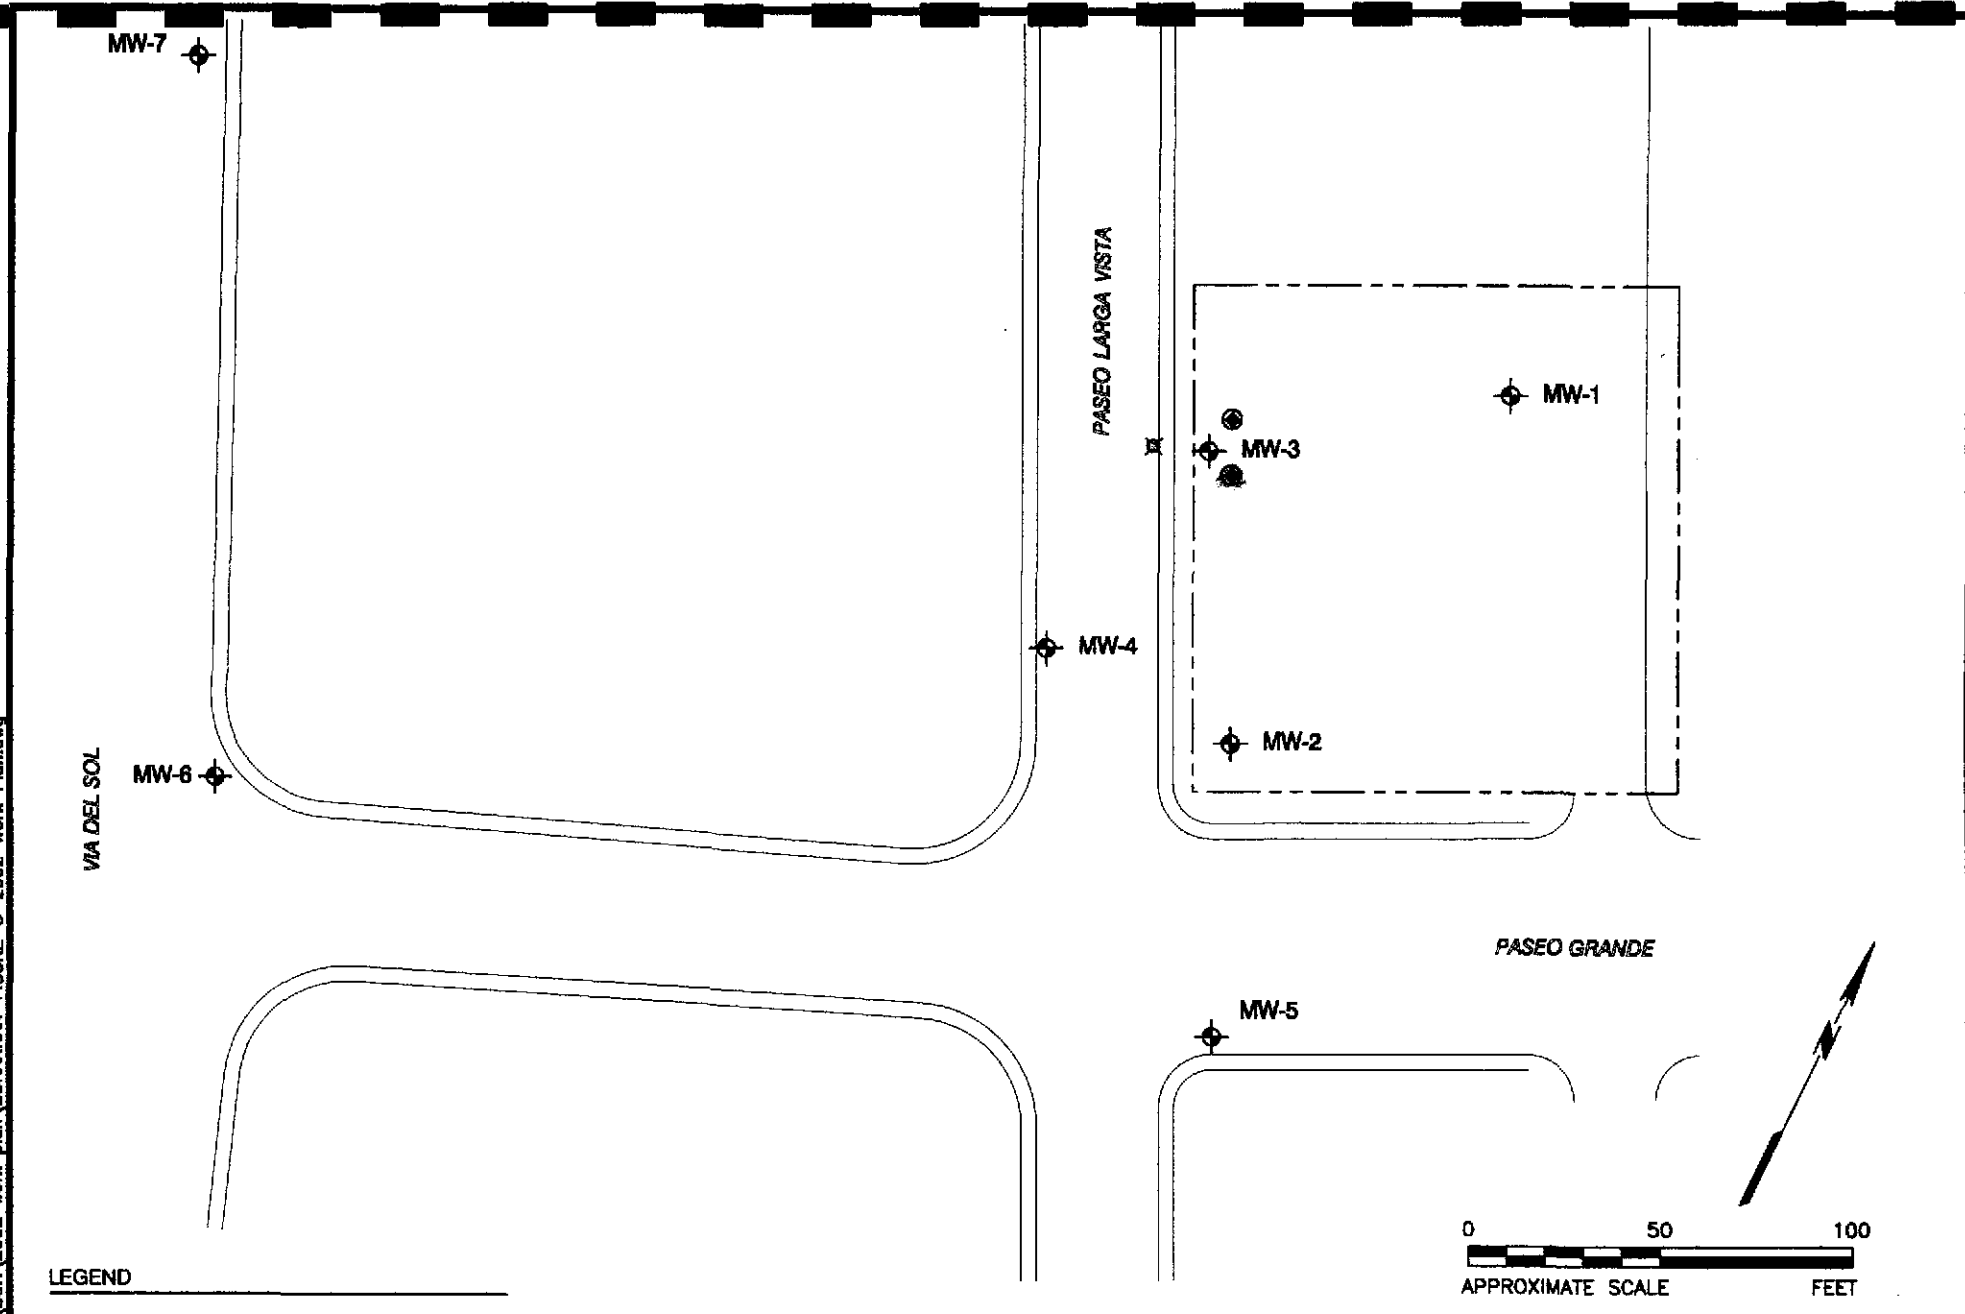 MW-7
PASEO LARGA VISTA
MW-1
MW-3
MW-4
MW-2
VIA DEL SOL
MW-6
PASEO GRANDE
MW-5
N
0 50 100
APPROXIMATE SCALE FEET
LEGEND